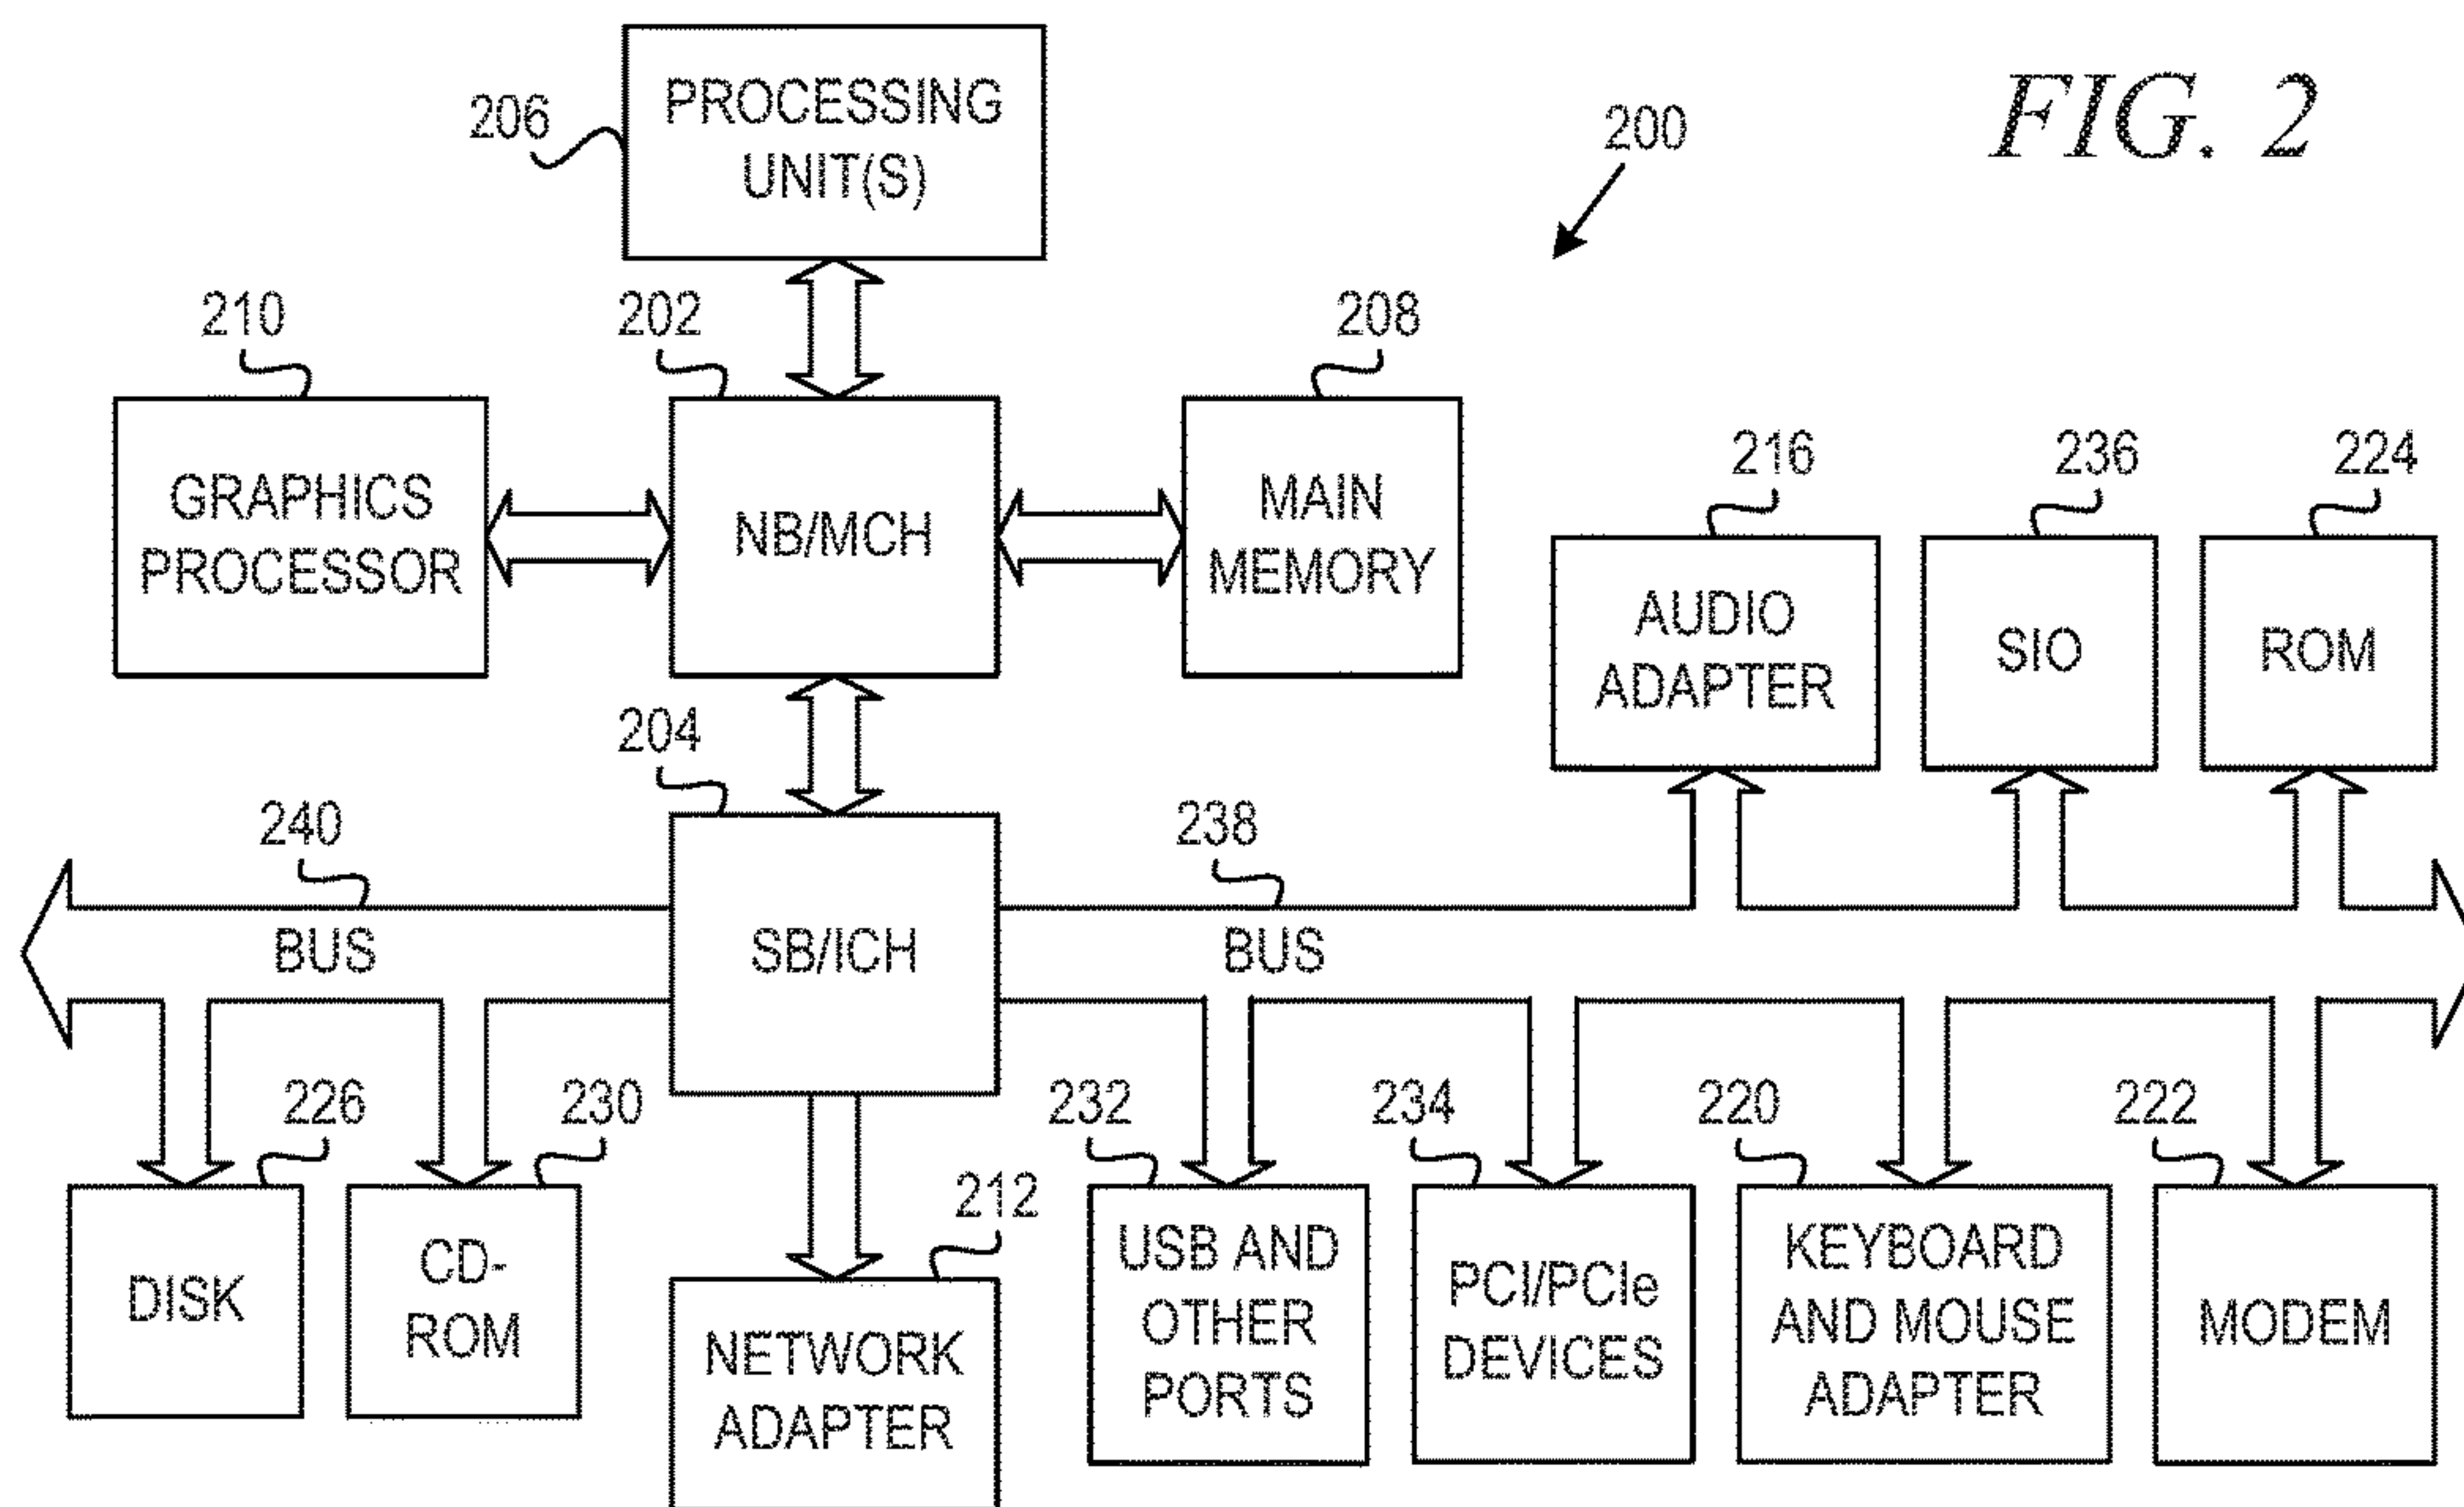 FIG. 2
200
206
PROCESSING
UNIT(S)
210
202
208
GRAPHICS
PROCESSOR
NB/MCH
MAIN
MEMORY
216
236
224
AUDIO
ADAPTER
SIO
ROM
204
240
238
BUS
SB/ICH
BUS
226
230
232
234
220
222
212
DISK
CD-
ROM
NETWORK
ADAPTER
USB AND
OTHER
PORTS
PCI/PCIe
DEVICES
KEYBOARD
AND MOUSE
ADAPTER
MODEM